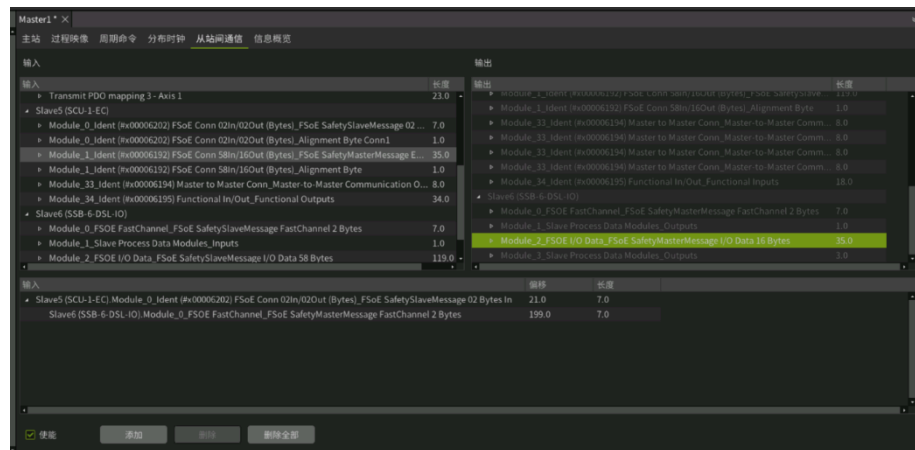 Master1* ×
主站 过程映像 周期命令 分布时钟 从站间通信 信息概览
输入
输入 长度
Transmit PDO mapping 3 - Axis 1 23.0
Slave5 (SCU-1-EC)
Module_0_Ident (#x00006202) FSoE Conn 02In/02Out (Bytes)_FSoE SafetySlaveMessage 02 ... 7.0
Module_0_Ident (#x00006202) FSoE Conn 02In/02Out (Bytes)_Alignment Byte Conn1 1.0
Module_1_Ident (#x00006192) FSoE Conn 58In/16Out (Bytes)_FSoE SafetyMasterMessage E... 35.0
Module_1_Ident (#x00006192) FSoE Conn 58In/16Out (Bytes)_Alignment Byte 1.0
Module_33_Ident (#x00006194) Master to Master Conn_Master-to-Master Communication O... 8.0
Module_34_Ident (#x00006195) Functional In/Out_Functional Outputs 34.0
Slave6 (SSB-6-DSL-IO)
Module_0_FSOE FastChannel_FSoE SafetySlaveMessage FastChannel 2 Bytes 7.0
Module_1_Slave Process Data Modules_Inputs 1.0
Module_2_FSOE I/O Data_FSoE SafetySlaveMessage I/O Data 58 Bytes 119.0
输出
输出 长度
Module_1_Ident (#x00006192) FSoE Conn 58In/16Out (Bytes)_FSoE SafetySlave... 119.0
Module_1_Ident (#x00006192) FSoE Conn 58In/16Out (Bytes)_Alignment Byte 1.0
Module_33_Ident (#x00006194) Master to Master Conn_Master-to-Master Comm... 8.0
Module_33_Ident (#x00006194) Master to Master Conn_Master-to-Master Comm... 8.0
Module_33_Ident (#x00006194) Master to Master Conn_Master-to-Master Comm... 8.0
Module_33_Ident (#x00006194) Master to Master Conn_Master-to-Master Comm... 8.0
Module_34_Ident (#x00006195) Functional In/Out_Functional Inputs 18.0
Slave6 (SSB-6-DSL-IO)
Module_0_FSOE FastChannel_FSoE SafetyMasterMessage FastChannel 2 Bytes 7.0
Module_1_Slave Process Data Modules_Outputs 1.0
Module_2_FSOE I/O Data_FSoE SafetyMasterMessage I/O Data 16 Bytes 35.0
Module_3_Slave Process Data Modules_Outputs 3.0
输入 偏移 长度
Slave5 (SCU-1-EC).Module_0_Ident (#x00006202) FSoE Conn 02In/02Out (Bytes)_FSoE SafetySlaveMessage 02 Bytes In 21.0 7.0
Slave6 (SSB-6-DSL-IO).Module_0_FSOE FastChannel_FSoE SafetyMasterMessage FastChannel 2 Bytes 199.0 7.0
使能 添加 删除 删除全部